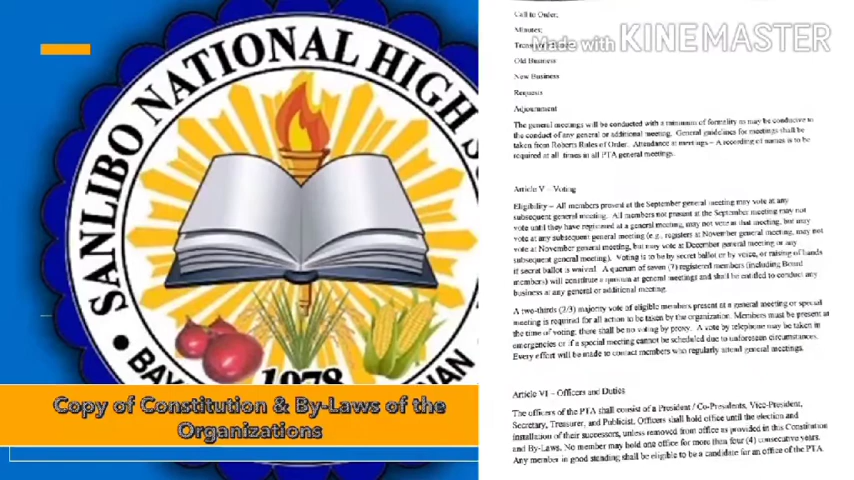 SANLIBO NATIONAL HIGH
BAY
1978
Copy of Constitution & By-Laws of the
Organizations
Made with KINEMASTER
Call to Order;
Minutes;
Old Business
New Business
Requests
Adjournment
The general meetings will be conducted with a minimum of formality as may be conducive to
the conduct of any general or additional meeting. General guidelines for meetings shall be
taken from Roberts Rules of Order. Attendance at meetings – A recording of names is to be
required at all times in all PTA general meetings.
Article V – Voting
Eligibility – All members present at the September general meeting may vote at any
subsequent general meeting. All members not present at the September meeting may not
vote until they have registered at a general meeting, may not vote at that meeting, but may
vote at any subsequent general meeting (e.g., registers at November general meeting, may not
vote at November general meeting, but may vote at December general meeting or any
subsequent general meeting). Voting is to be by secret ballot or by voice, or raising of hands
if secret ballot is waived. A quorum of seven (7) registered members (including Board
members) will constitute a quorum at general meetings and shall be entitled to conduct any
business at any general or additional meeting.
A two-thirds (2/3) majority vote of eligible members present at a general meeting or special
meeting is required for all action to be taken by the organization. Members must be present at
the time of voting; there shall be no voting by proxy. A vote by telephone may be taken in
emergencies or if a special meeting cannot be scheduled due to unforeseen circumstances.
Every effort will be made to contact members who regularly attend general meetings.
Article VI – Officers and Duties
The officers of the PTA shall consist of a President / Co-Presidents, Vice-President,
Secretary, Treasurer, and Publicist. Officers shall hold office until the election and
installation of their successors, unless removed from office as provided in this Constitution
and By-Laws. No member may hold one office for more than four (4) consecutive years.
Any member in good standing shall be eligible to be a candidate for an office of the PTA